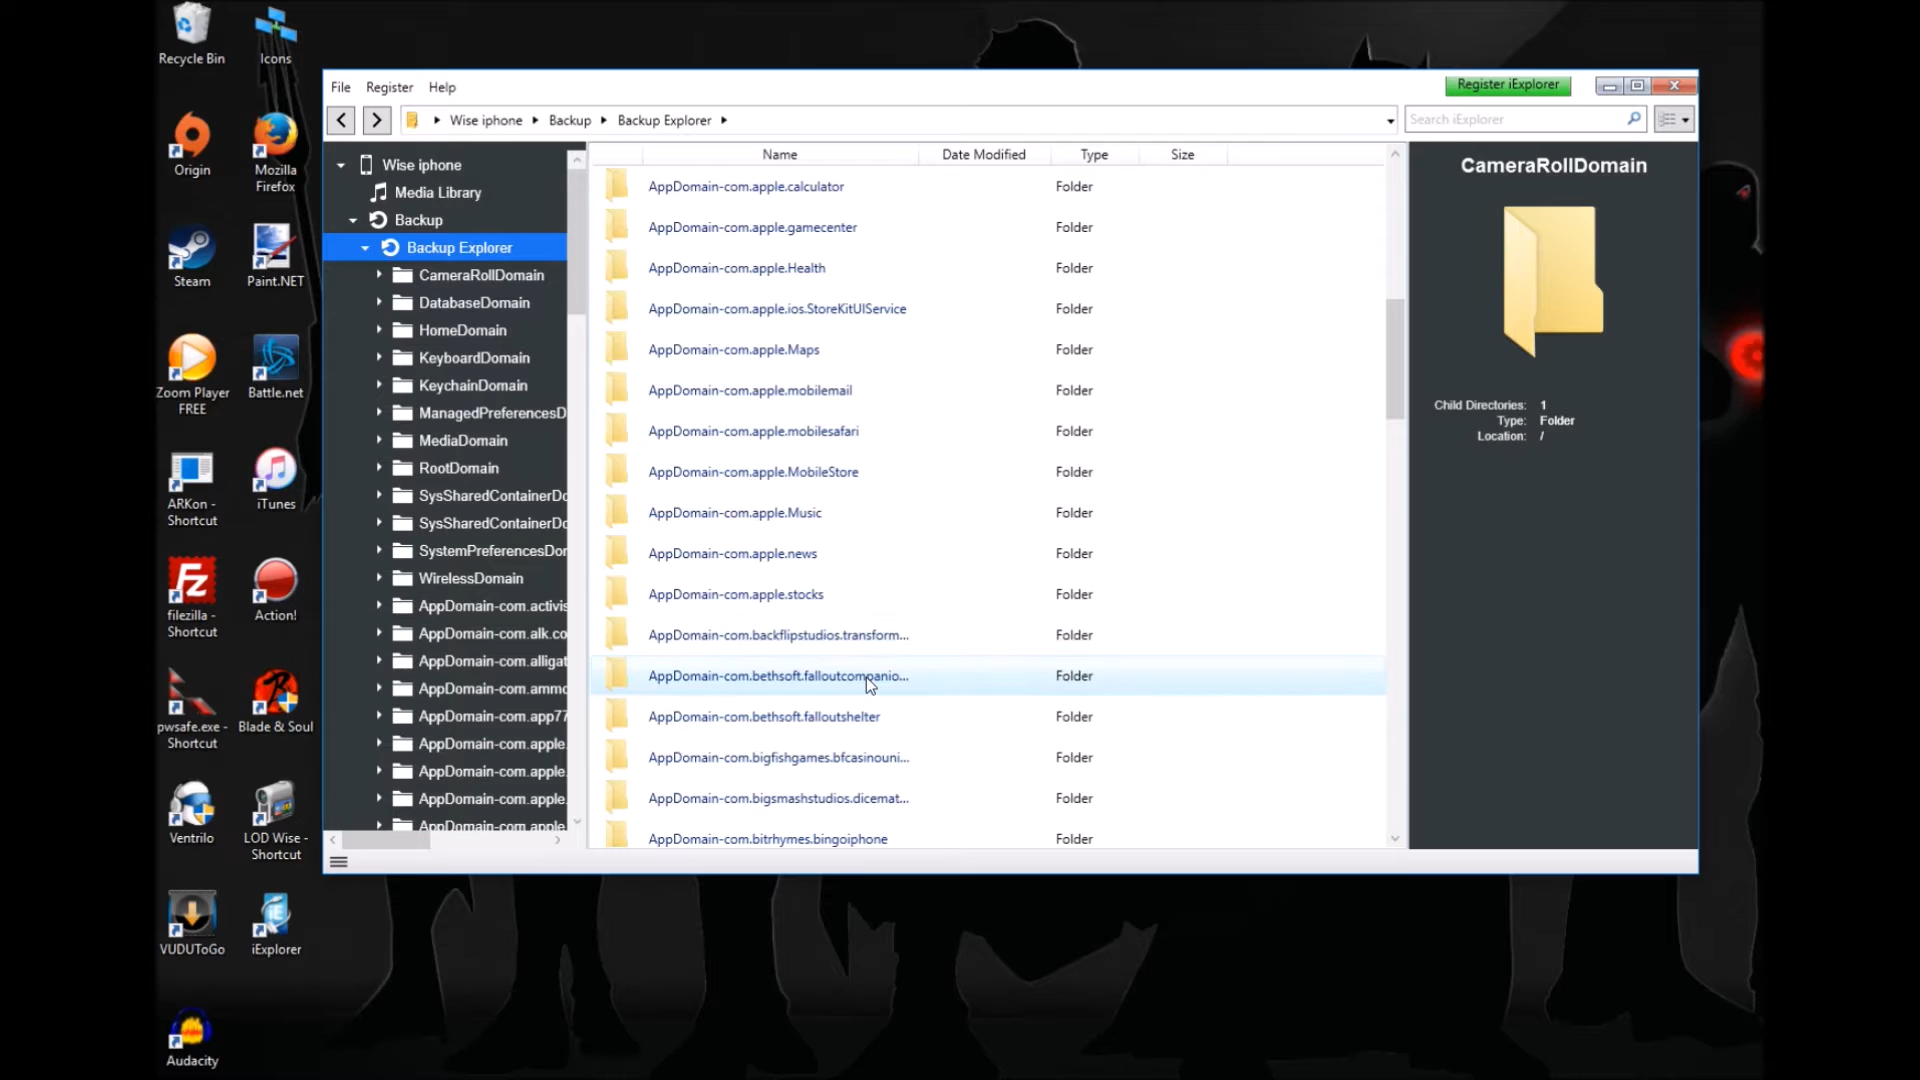 Recycle Bin
Icons
Origin
Mozilla
Firefox
Steam
Paint.NET
Zoom Player
FREE
Battle.net
ARKon -
Shortcut
iTunes
filezilla -
Shortcut
Action!
pwsafe.exe -
Shortcut
Blade & Soul
Ventrilo
LOD Wise -
Shortcut
VUDUToGo
iExplorer
Audacity
File Register Help
Register iExplorer
Wise iphone Backup Backup Explorer
Search iExplorer
Wise iphone
Media Library
Backup
Backup Explorer
CameraRollDomain
DatabaseDomain
HomeDomain
KeyboardDomain
KeychainDomain
ManagedPreferencesD
MediaDomain
RootDomain
SysSharedContainerDo
SysSharedContainerDo
SystemPreferencesDor
WirelessDomain
AppDomain-com.activis
AppDomain-com.alk.co
AppDomain-com.alligat
AppDomain-com.ammo
AppDomain-com.app77
AppDomain-com.apple.
AppDomain-com.apple.
AppDomain-com.apple.
AppDomain-com.apple.
Name Date Modified Type Size
AppDomain-com.apple.calculator Folder
AppDomain-com.apple.gamecenter Folder
AppDomain-com.apple.Health Folder
AppDomain-com.apple.ios.StoreKitUIService Folder
AppDomain-com.apple.Maps Folder
AppDomain-com.apple.mobilemail Folder
AppDomain-com.apple.mobilesafari Folder
AppDomain-com.apple.MobileStore Folder
AppDomain-com.apple.Music Folder
AppDomain-com.apple.news Folder
AppDomain-com.apple.stocks Folder
AppDomain-com.backflipstudios.transform... Folder
AppDomain-com.bethsoft.falloutcompanio... Folder
AppDomain-com.bethsoft.falloutshelter Folder
AppDomain-com.bigfishgames.bfcasinouni... Folder
AppDomain-com.bigsmashstudios.dicemat... Folder
AppDomain-com.bitrhymes.bingoiphone Folder
CameraRollDomain
Child Directories: 1
Type: Folder
Location: /